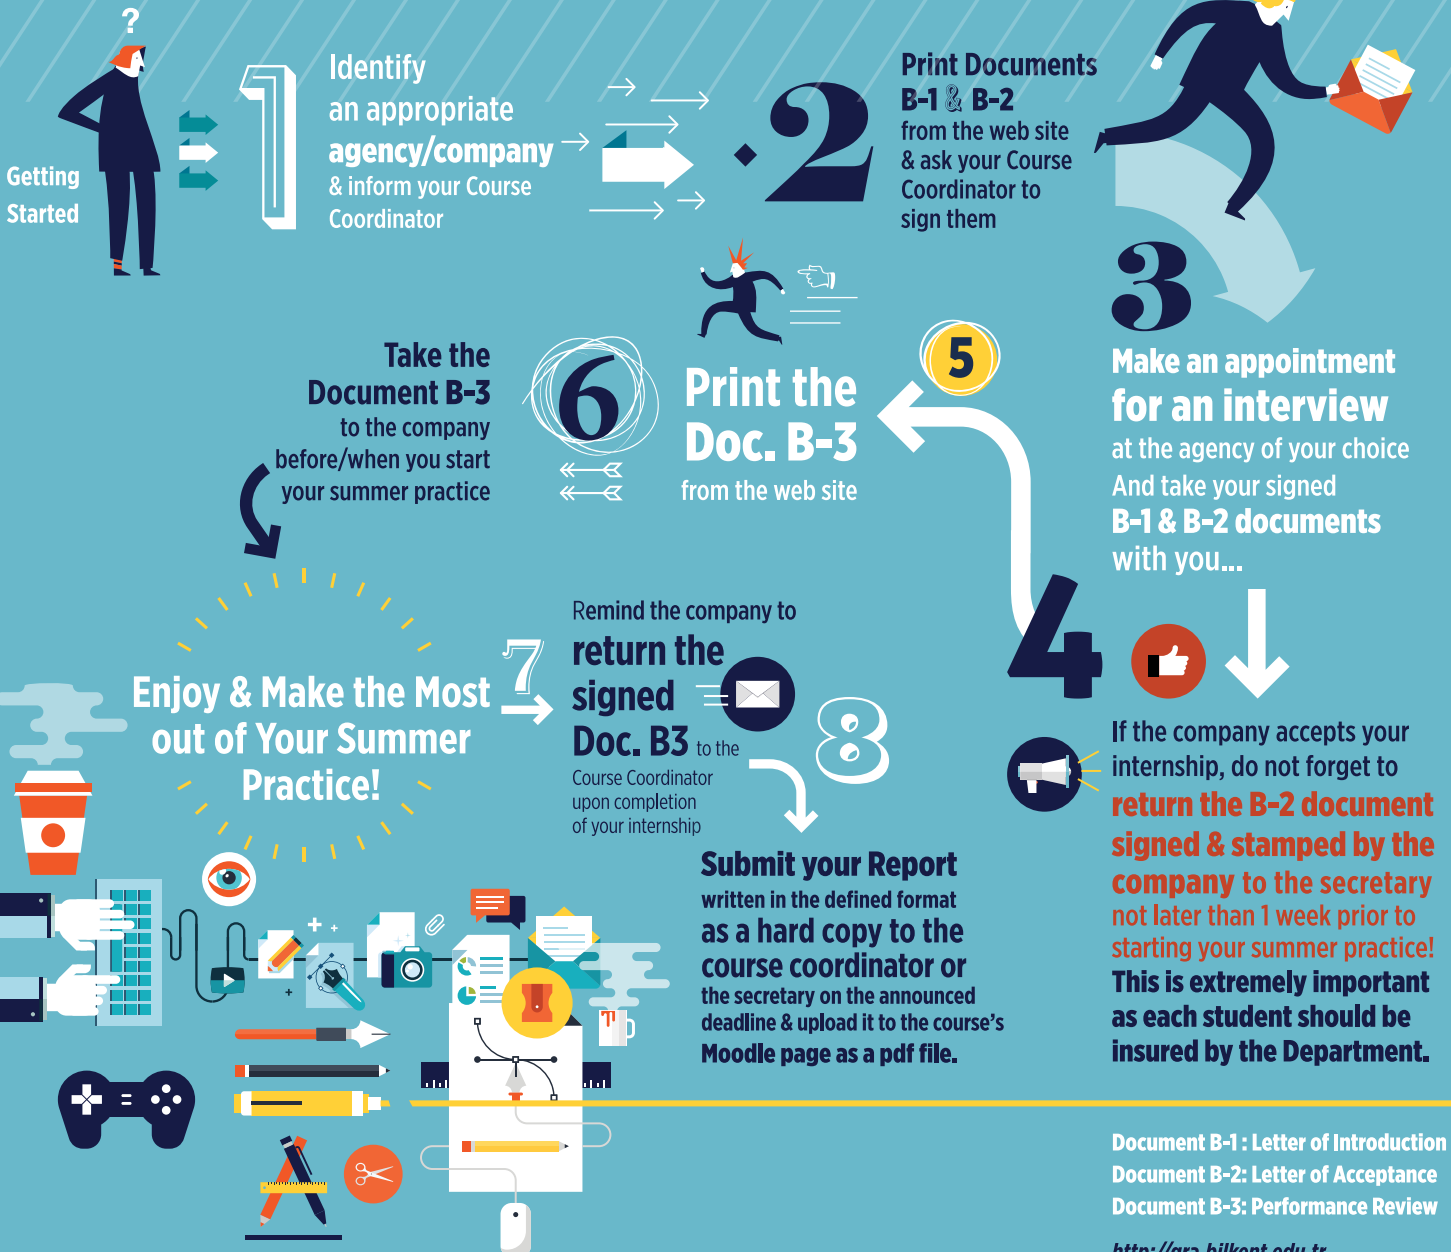 ?
Getting
Started
1
Identify
an appropriate
agency/company
& inform your Course
Coordinator
2
Print Documents
B-1 & B-2
from the web site
& ask your Course
Coordinator to
sign them
3
Make an appointment
for an interview
at the agency of your choice
And take your signed
B-1 & B-2 documents
with you...
4
If the company accepts your
internship, do not forget to
return the B-2 document
signed & stamped by the
company to the secretary
not later than 1 week prior to
starting your summer practice!
This is extremely important
as each student should be
insured by the Department.
5
Print the
Doc. B-3
from the web site
6
Take the
Document B-3
to the company
before/when you start
your summer practice
Enjoy & Make the Most
out of Your Summer
Practice!
7
Remind the company to
return the
signed
Doc. B3 to the
Course Coordinator
upon completion
of your internship
8
Submit your Report
written in the defined format
as a hard copy to the
course coordinator or
the secretary on the announced
deadline & upload it to the course's
Moodle page as a pdf file.
T
Document B-1 : Letter of Introduction
Document B-2: Letter of Acceptance
Document B-3: Performance Review
http://gra.bilkent.edu.tr